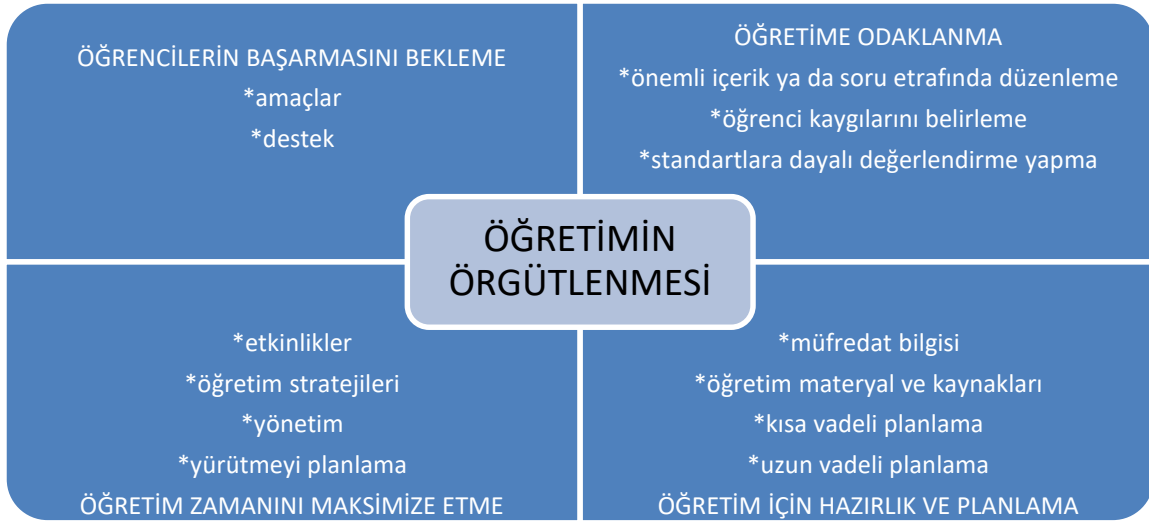 ÖĞRENCİLERİN BAŞARMASINI BEKLEME
*amaçlar
*destek
ÖĞRETİME ODAKLANMA
*önemli içerik ya da soru etrafında düzenleme
*öğrenci kaygılarını belirleme
*standartlara dayalı değerlendirme yapma
ÖĞRETİMİN
ÖRGÜTLENMESİ
*etkinlikler
*öğretim stratejileri
*yönetim
*yürütmeyi planlama
ÖĞRETİM ZAMANINI MAKSİMİZE ETME
*müfredat bilgisi
*öğretim materyal ve kaynakları
*kısa vadeli planlama
*uzun vadeli planlama
ÖĞRETİM İÇİN HAZIRLIK VE PLANLAMA